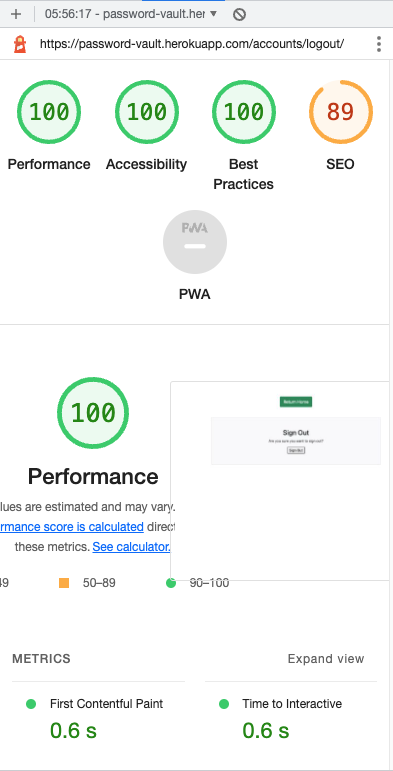 05:56:17 - password-vault.her
https://password-vault.herokuapp.com/accounts/logout/
100
100
100
89
Performance
Accessibility
Best
Practices
SEO
PWA
PWA
100
Return Home
Sign Out
Are you sure you want to sign out?
Sign Out
Performance
lues are estimated and may vary.
rmance score is calculated direct
these metrics. See calculator.
49
50–89
90–100
METRICS
Expand view
First Contentful Paint
0.6 s
Time to Interactive
0.6 s